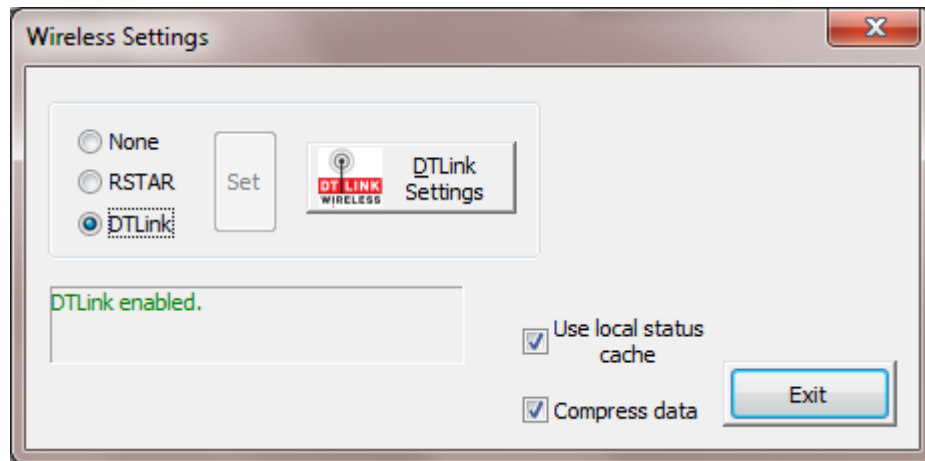 Wireless Settings
None
RSTAR
DTLink
Set
DT LINK
WIRELESS
DTLink
Settings
DTLink enabled.
Use local status
cache
Compress data
Exit